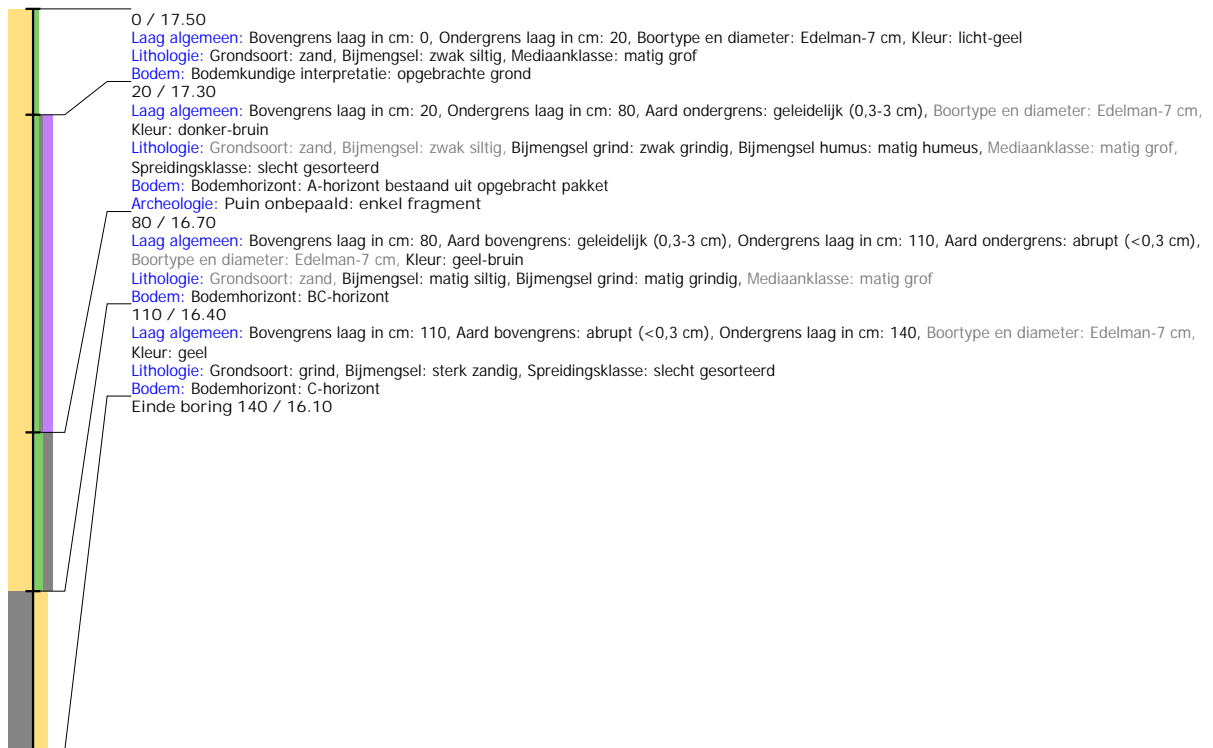 0 / 17.50
Laag algemeen: Bovengrens laag in cm: 0, Ondergrens laag in cm: 20, Boortype en diameter: Edelman-7 cm, Kleur: licht-geel
Lithologie: Grondsoort: zand, Bijmengsel: zwak siltig, Mediaanklasse: matig grof
Bodem: Bodemkundige interpretatie: opgebrachte grond
20 / 17.30
Laag algemeen: Bovengrens laag in cm: 20, Ondergrens laag in cm: 80, Aard ondergrens: geleidelijk (0,3-3 cm), Boortype en diameter: Edelman-7 cm,
Kleur: donker-bruin
Lithologie: Grondsoort: zand, Bijmengsel: zwak siltig, Bijmengsel grind: zwak grindig, Bijmengsel humus: matig humeus, Mediaanklasse: matig grof,
Spreidingsklasse: slecht gesorteerd
Bodem: Bodemhorizont: A-horizont bestaand uit opgebracht pakket
Archeologie: Puin onbepaald: enkel fragment
80 / 16.70
Laag algemeen: Bovengrens laag in cm: 80, Aard bovengrens: geleidelijk (0,3-3 cm), Ondergrens laag in cm: 110, Aard ondergrens: abrupt (<0,3 cm),
Boortype en diameter: Edelman-7 cm, Kleur: geel-bruin
Lithologie: Grondsoort: zand, Bijmengsel: matig siltig, Bijmengsel grind: matig grindig, Mediaanklasse: matig grof
Bodem: Bodemhorizont: BC-horizont
110 / 16.40
Laag algemeen: Bovengrens laag in cm: 110, Aard bovengrens: abrupt (<0,3 cm), Ondergrens laag in cm: 140, Boortype en diameter: Edelman-7 cm,
Kleur: geel
Lithologie: Grondsoort: grind, Bijmengsel: sterk zandig, Spreidingsklasse: slecht gesorteerd
Bodem: Bodemhorizont: C-horizont
Einde boring 140 / 16.10